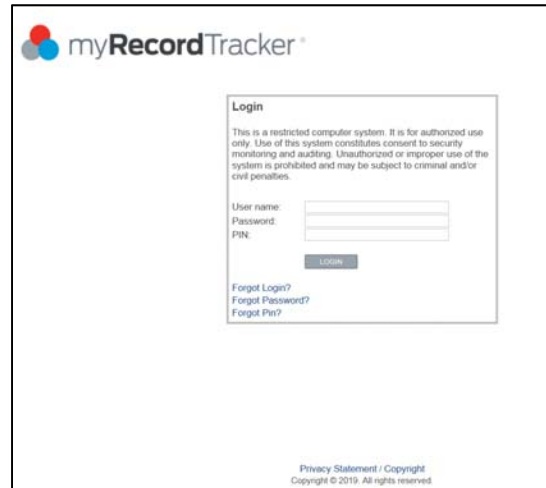 myRecordTracker®
Login
This is a restricted computer system. It is for authorized use
only. Use of this system constitutes consent to security
monitoring and auditing. Unauthorized or improper use of the
system is prohibited and may be subject to criminal and/or
civil penalties.
User name:
Password:
PIN:
LOGIN
Forgot Login?
Forgot Password?
Forgot Pin?
Privacy Statement / Copyright
Copyright © 2019. All rights reserved.